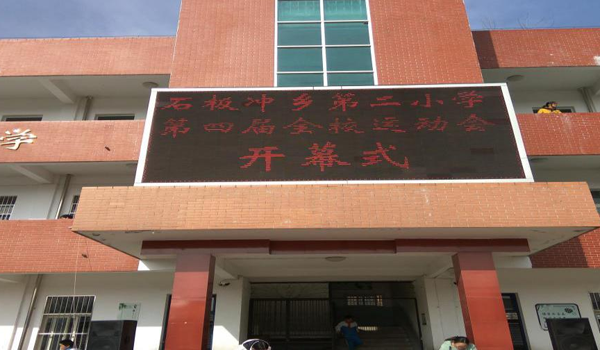 石板冲乡第二小学
第四届全校运动会
开幕式
学